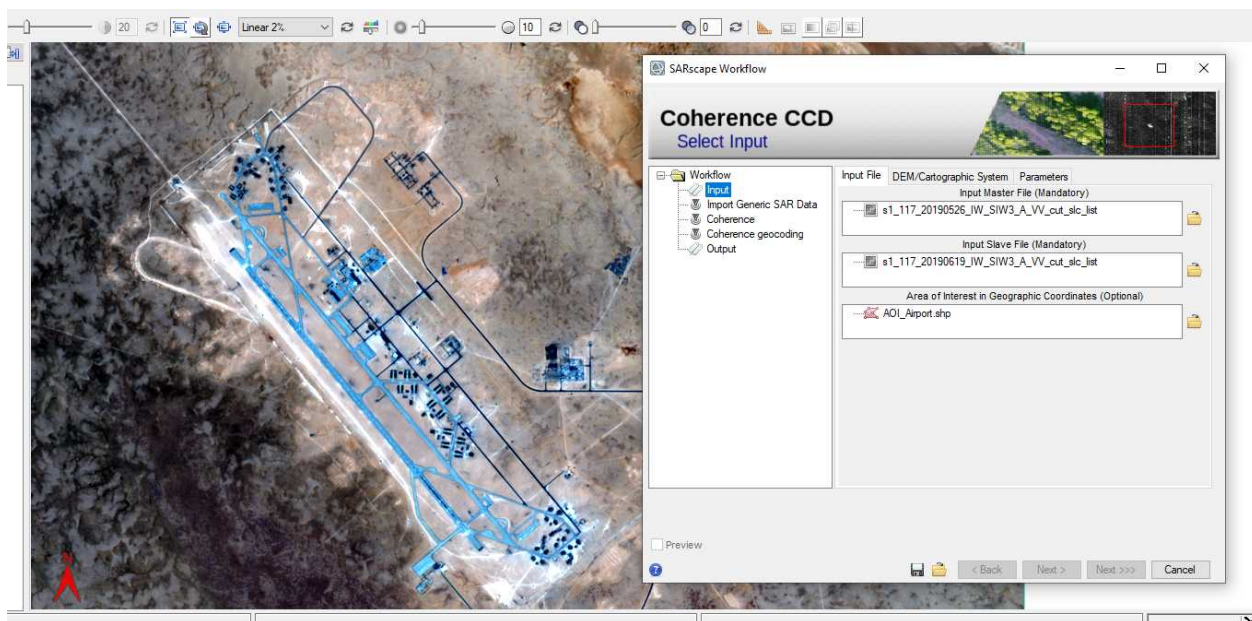 20
Linear 2%
10
0
SARscape Workflow
Coherence CCD
Select Input
Workflow
Input
Import Generic SAR Data
Coherence
Coherence geocoding
Output
Input File
DEM/Cartographic System
Parameters
Input Master File (Mandatory)
s1_117_20190526_IW_SIW3_A_VV_cut_slc_list
Input Slave File (Mandatory)
s1_117_20190619_IW_SIW3_A_VV_cut_slc_list
Area of Interest in Geographic Coordinates (Optional)
AOI_Airport.shp
Preview
< Back
Next >
Next >>>
Cancel